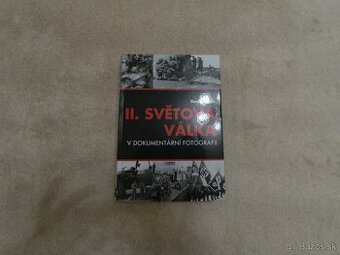 II. SVĚTOVÁ
VÁLKA
V DOKUMENTÁRNÍ FOTOGRAFII
© Bazos.sk